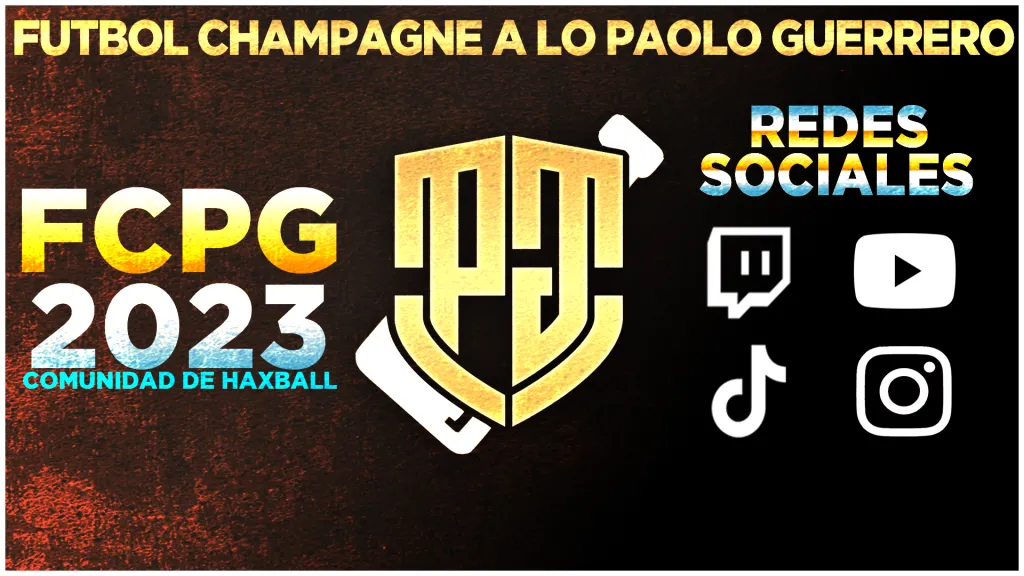 FUTBOL CHAMPAGNE A LO PAOLO GUERRERO
FCPG
2023
COMUNIDAD DE HAXBALL
REDES
SOCIALES